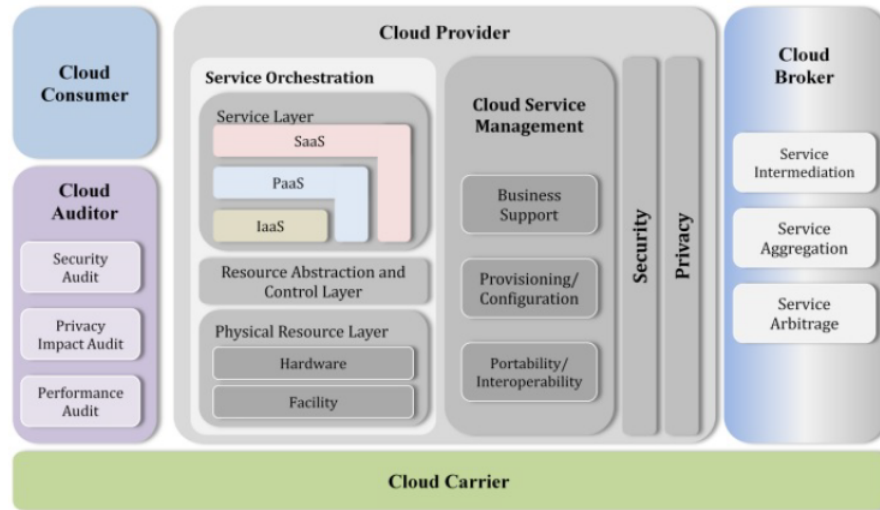 Cloud
Consumer
Cloud
Auditor
Security
Audit
Privacy
Impact Audit
Performance
Audit
Cloud Provider
Service Orchestration
Service Layer
SaaS
PaaS
IaaS
Resource Abstraction and
Control Layer
Physical Resource Layer
Hardware
Facility
Cloud Service
Management
Business
Support
Provisioning/
Configuration
Portability/
Interoperability
Security
Privacy
Cloud
Broker
Service
Intermediation
Service
Aggregation
Service
Arbitrage
Cloud Carrier